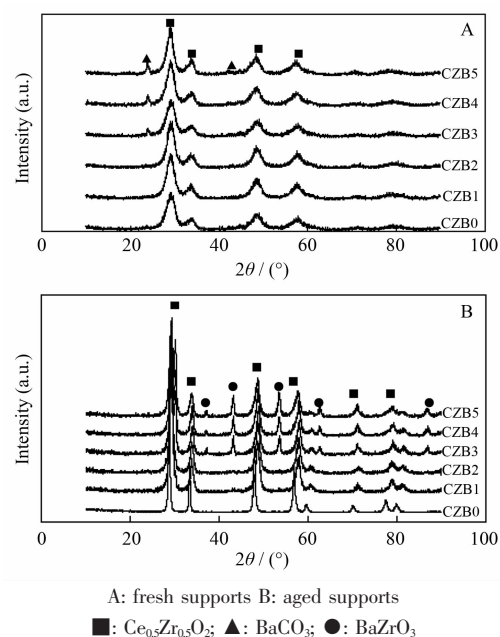 A
CZB5
CZB4
CZB3
CZB2
CZB1
CZB0
Intensity (a.u.)
0 20 40 60 80 100
2θ / (°)
B
CZB5
CZB4
CZB3
CZB2
CZB1
CZB0
Intensity (a.u.)
0 20 40 60 80 100
2θ / (°)
A: fresh supports B: aged supports
■: Ce0.5Zr0.5O2; ▲: BaCO3; ●: BaZrO3